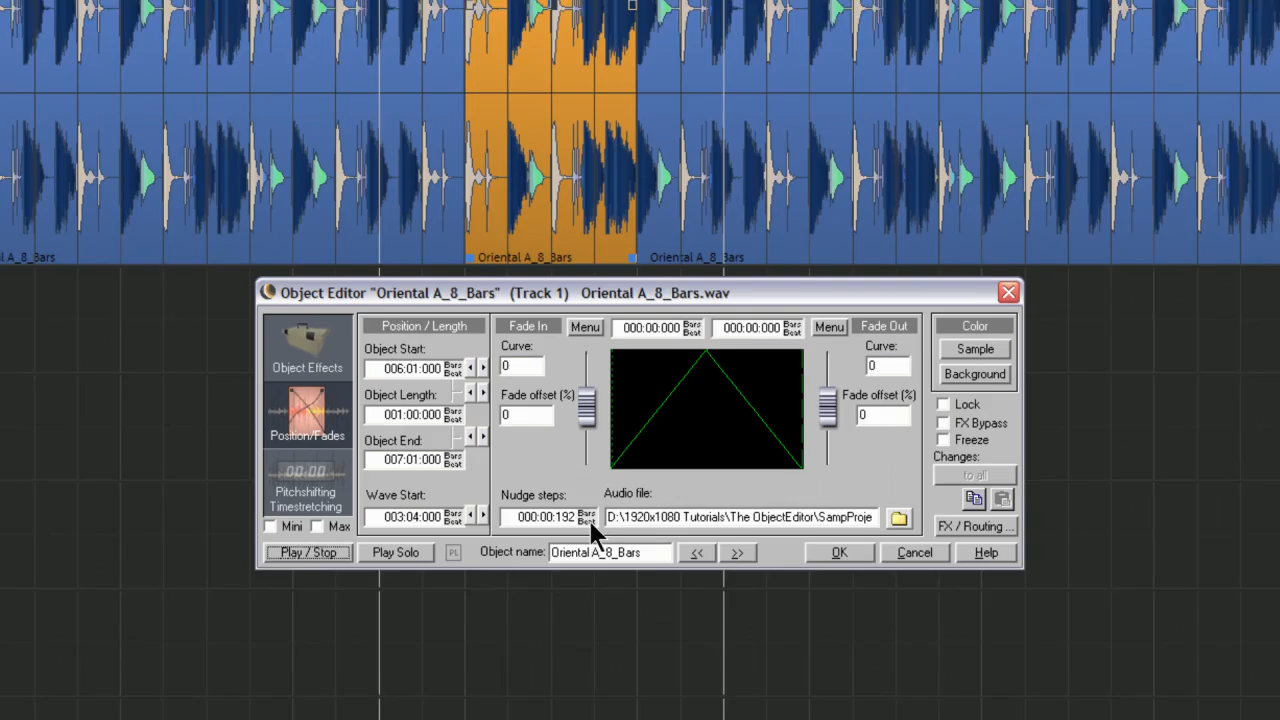 al A_8_Bars
Oriental A_8_Bars
Oriental A_8_Bars
Object Editor "Oriental A_8_Bars" (Track 1) Oriental A_8_Bars.wav
Object Effects
Position/Fades
00:00
Pitchshifting
Timestretching
Mini
Max
Position / Length
Object Start:
006:01:000 Bars Beat
Object Length:
001:00:000 Bars Beat
Object End:
007:01:000 Bars Beat
Wave Start:
003:04:000 Bars Beat
Fade In
Menu
000:00:000 Bars Beat
000:00:000 Bars Beat
Menu
Fade Out
Curve:
0
Fade offset (%)
0
Curve:
0
Fade offset (%)
0
Nudge steps:
000:00:192 Bars Beat
Audio file:
D:\1920x1080 Tutorials\The ObjectEditor\SampProje
Color
Sample
Background
Lock
FX Bypass
Freeze
Changes:
to all
FX / Routing ...
Play / Stop
Play Solo
PL
Object name:
Oriental A_8_Bars
<<
>>
OK
Cancel
Help